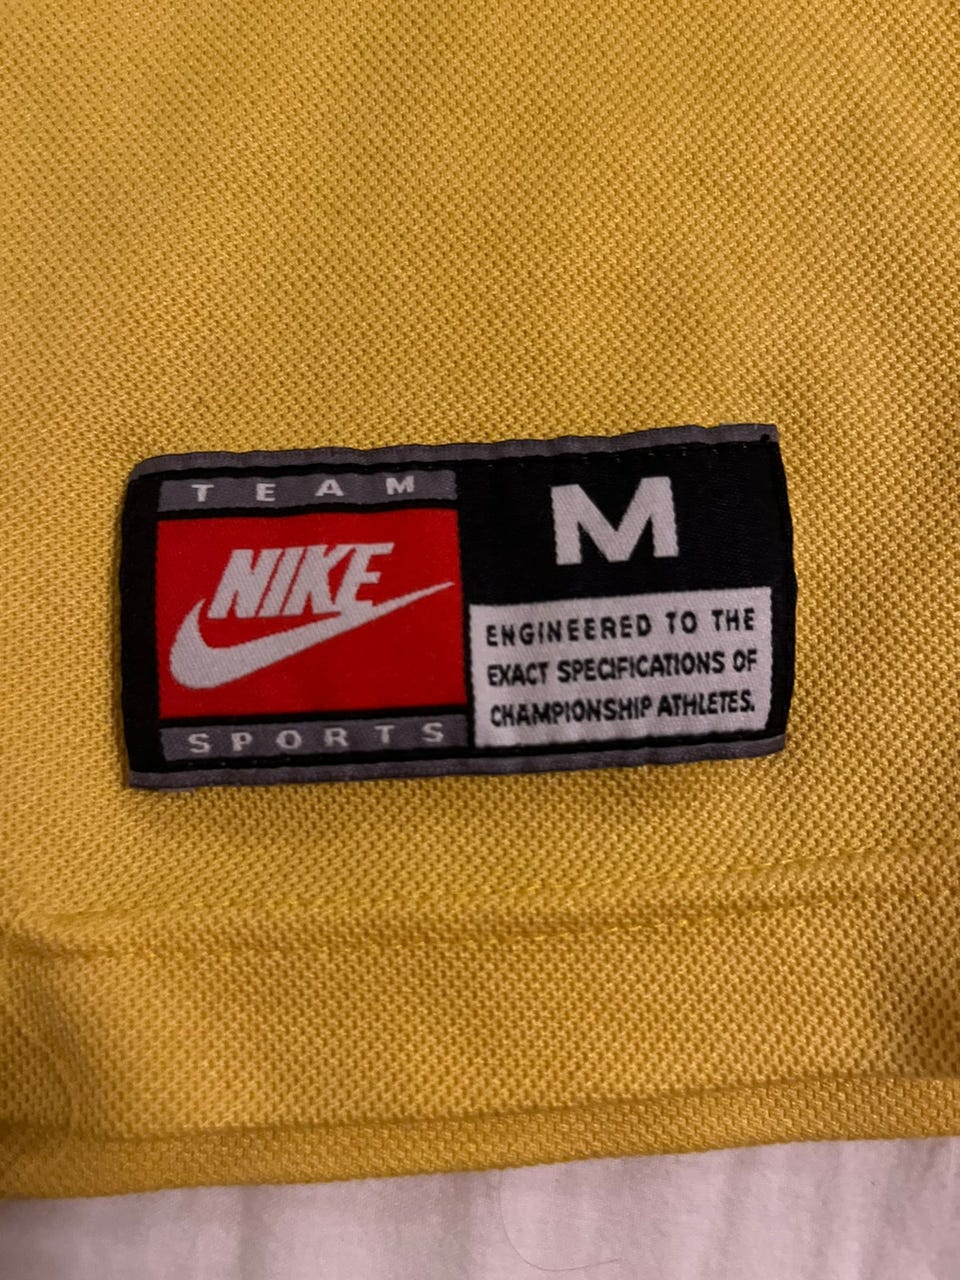 TEAM
NIKE
SPORTS
M
ENGINEERED TO THE
EXACT SPECIFICATIONS OF
CHAMPIONSHIP ATHLETES.